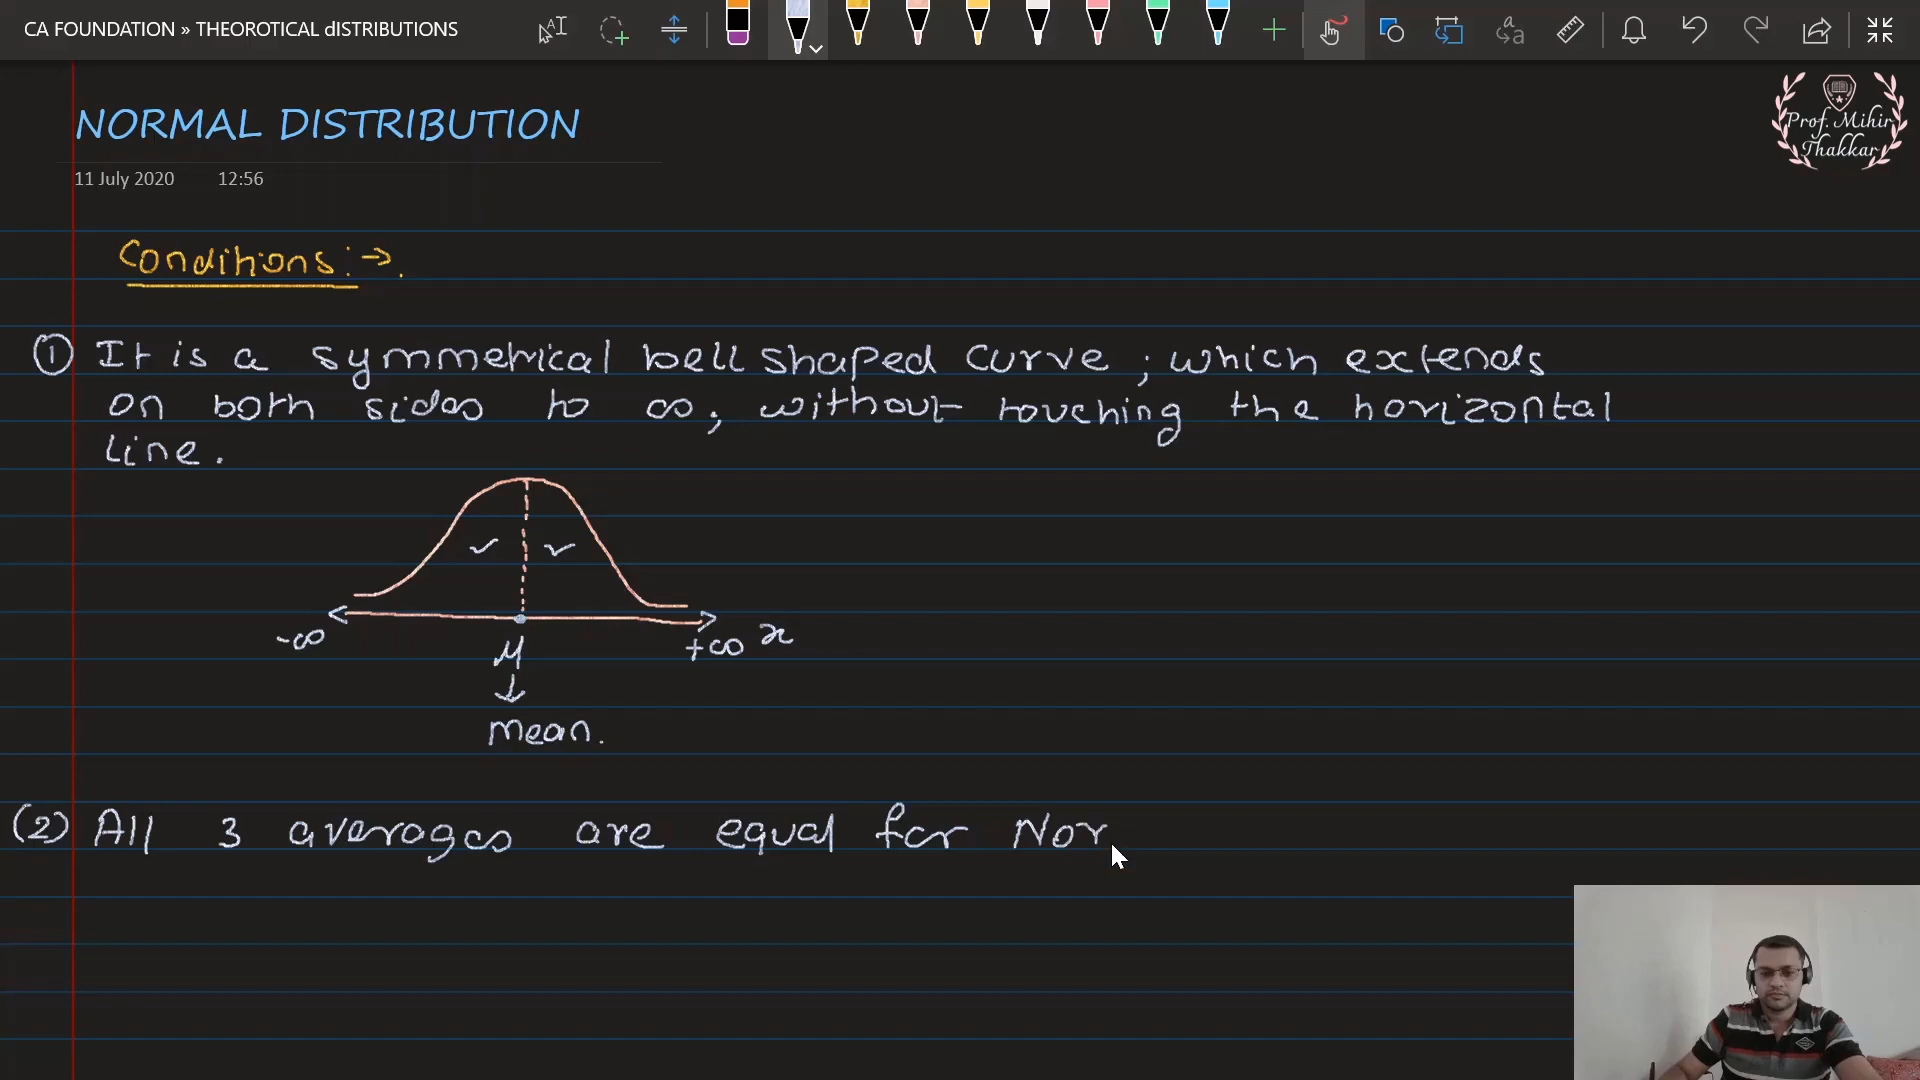 CA FOUNDATION » THEOROTICAL dISTRIBUTIONS
Prof. Mihir
Thakkar
NORMAL DISTRIBUTION
11 July 2020 12:56
Conditions :→.
① It is a symmetrical bell shaped curve ; which extends
on both sides to ∞ ; without touching the horizontal
line.
-∞ μ +∞ x
↓
mean.
(2) All 3 averages are equal for Nor